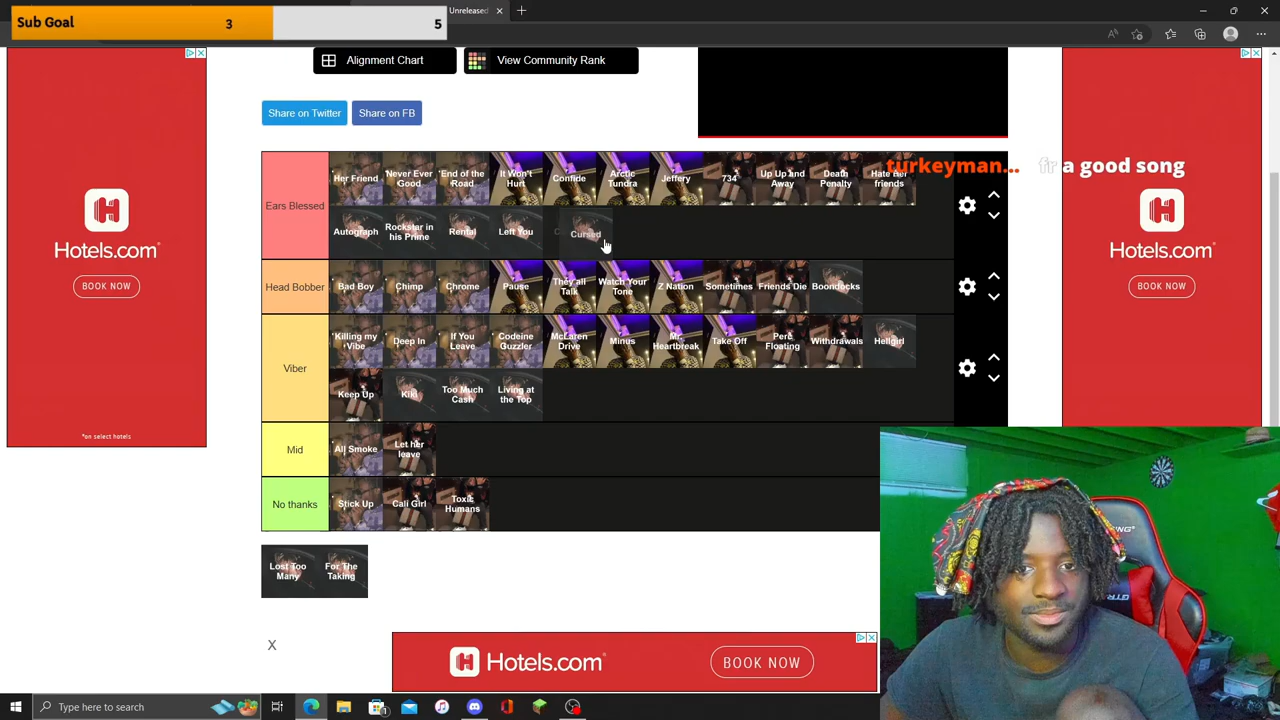 Sub Goal 3 5
Unreleased
Alignment Chart
View Community Rank
Share on Twitter
Share on FB
turkeyman... fr a good song
Ears Blessed
Her Friend
Never Ever Good
End of the Road
It Won't Hurt
Confide
Arctic Tundra
Jeffery
734
Up Up and Away
Death Penalty
Hate Her friends
Autograph
Rockstar in his Prime
Rental
Left You
Cursed
Head Bobber
Bad Boy
Chimp
Chrome
Pause
They all Talk
Watch Your Tone
Z Nation
Sometimes
Friends Die
Boondocks
Viber
Killing my Vibe
Deep In
If You Leave
Codeine Guzzler
McLaren Drive
Minus
Mr. Heartbreak
Take Off
Perc Floating
Withdrawals
Hellgirl
Keep Up
Kiki
Too Much Cash
Living at the Top
Mid
All Smoke
Let her leave
No thanks
Stick Up
Cali Girl
Toxic Humans
Lost Too Many
For The Taking
Hotels.com
BOOK NOW
*on select hotels
Hotels.com
BOOK NOW
X
Hotels.com
BOOK NOW
Type here to search